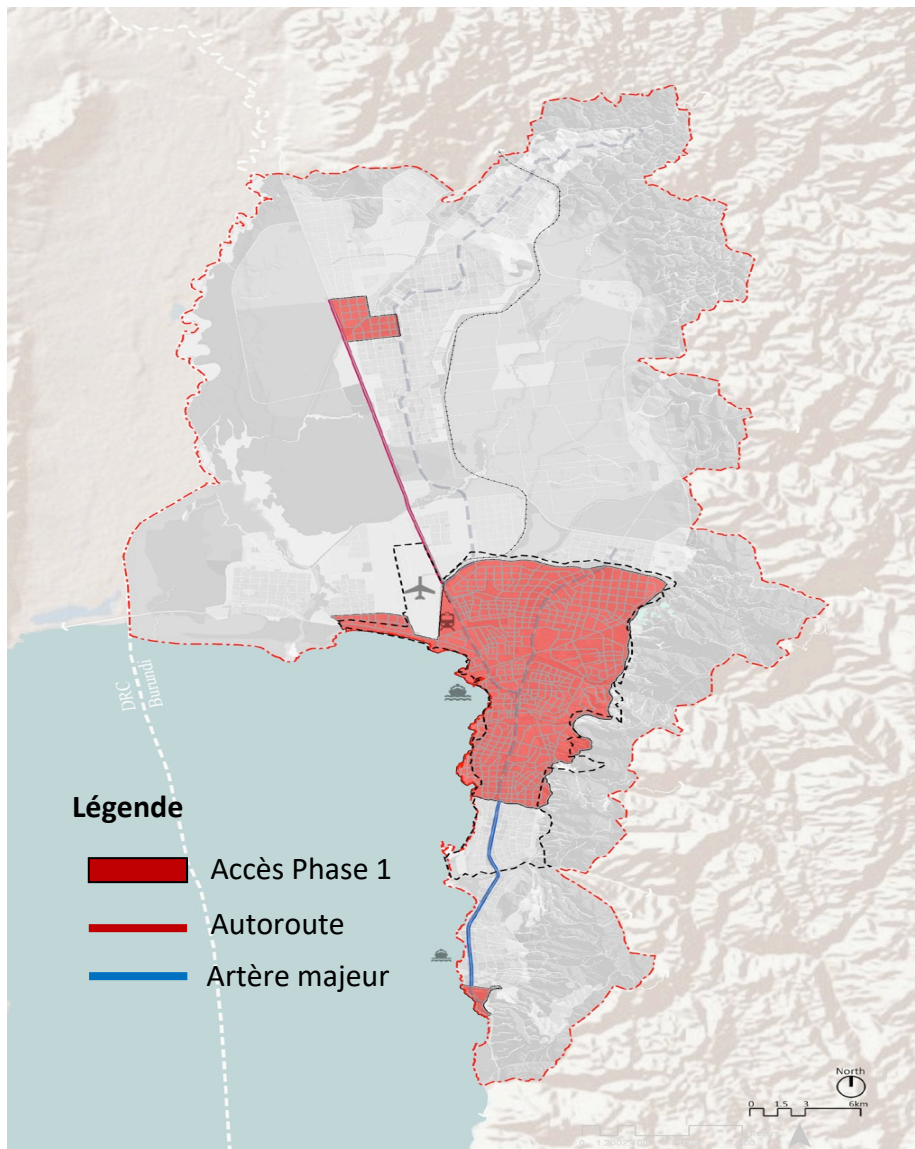 DRC
Burundi
Légende
Accès Phase 1
Autoroute
Artère majeur
North
0 1.5 3 6km